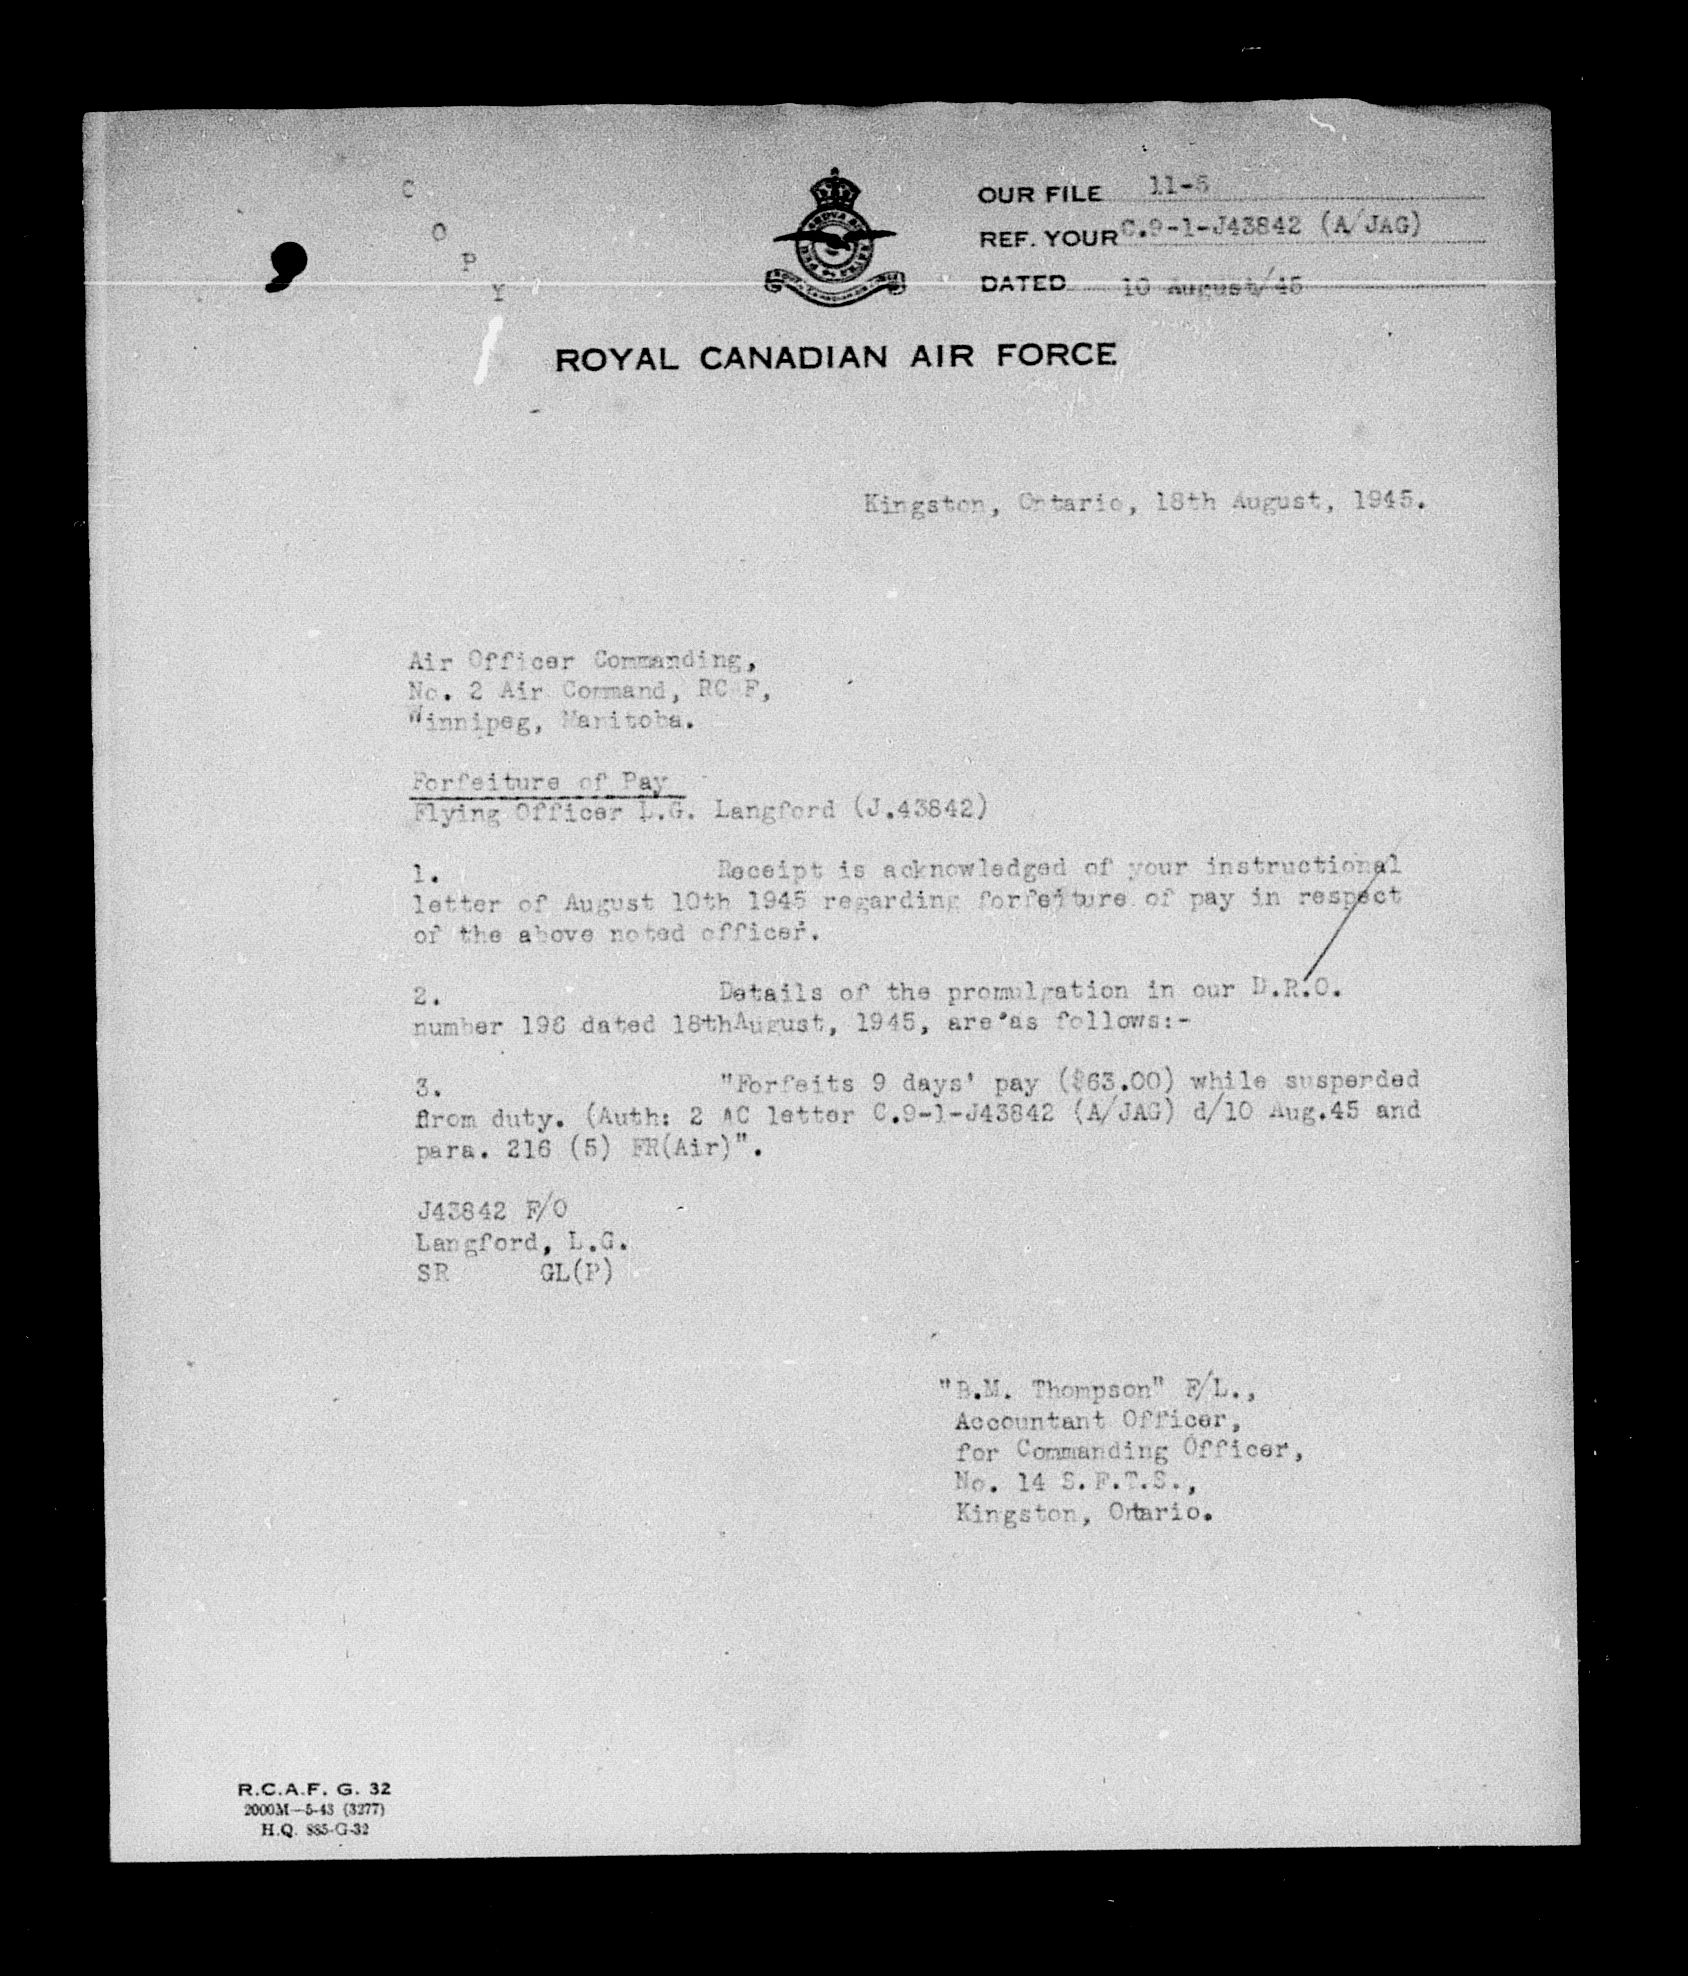 C
O
P
Y
OUR FILE 11-5
REF. YOUR C.9-1-J43842 (A/JAG)
DATED 10 August/45
ROYAL CANADIAN AIR FORCE
Kingston, Ontario, 18th August, 1945.
Air Officer Commanding,
No. 2 Air Command, RCAF,
Winnipeg, Manitoba.
Forfeiture of Pay
Flying Officer L.G. Langford (J.43842)
1. Receipt is acknowledged of your instructional
letter of August 10th 1945 regarding forfeiture of pay in respect
of the above noted officer.
2. Details of the promulgation in our D.R.O.
number 196 dated 18thAugust, 1945, are as follows:-
3. "Forfeits 9 days' pay ($63.00) while suspended
from duty. (Auth: 2 AC letter C.9-1-J43842 (A/JAG) d/10 Aug.45 and
para. 216 (5) FR(Air)".
J43842 F/O
Langford, L.G.
SR GL(P)
"B.M. Thompson" F/L.,
Accountant Officer,
for Commanding Officer,
No. 14 S.F.T.S.,
Kingston, Ontario.
R.C.A.F. G. 32
2000M—5-43 (3277)
H.Q. 885-G-32